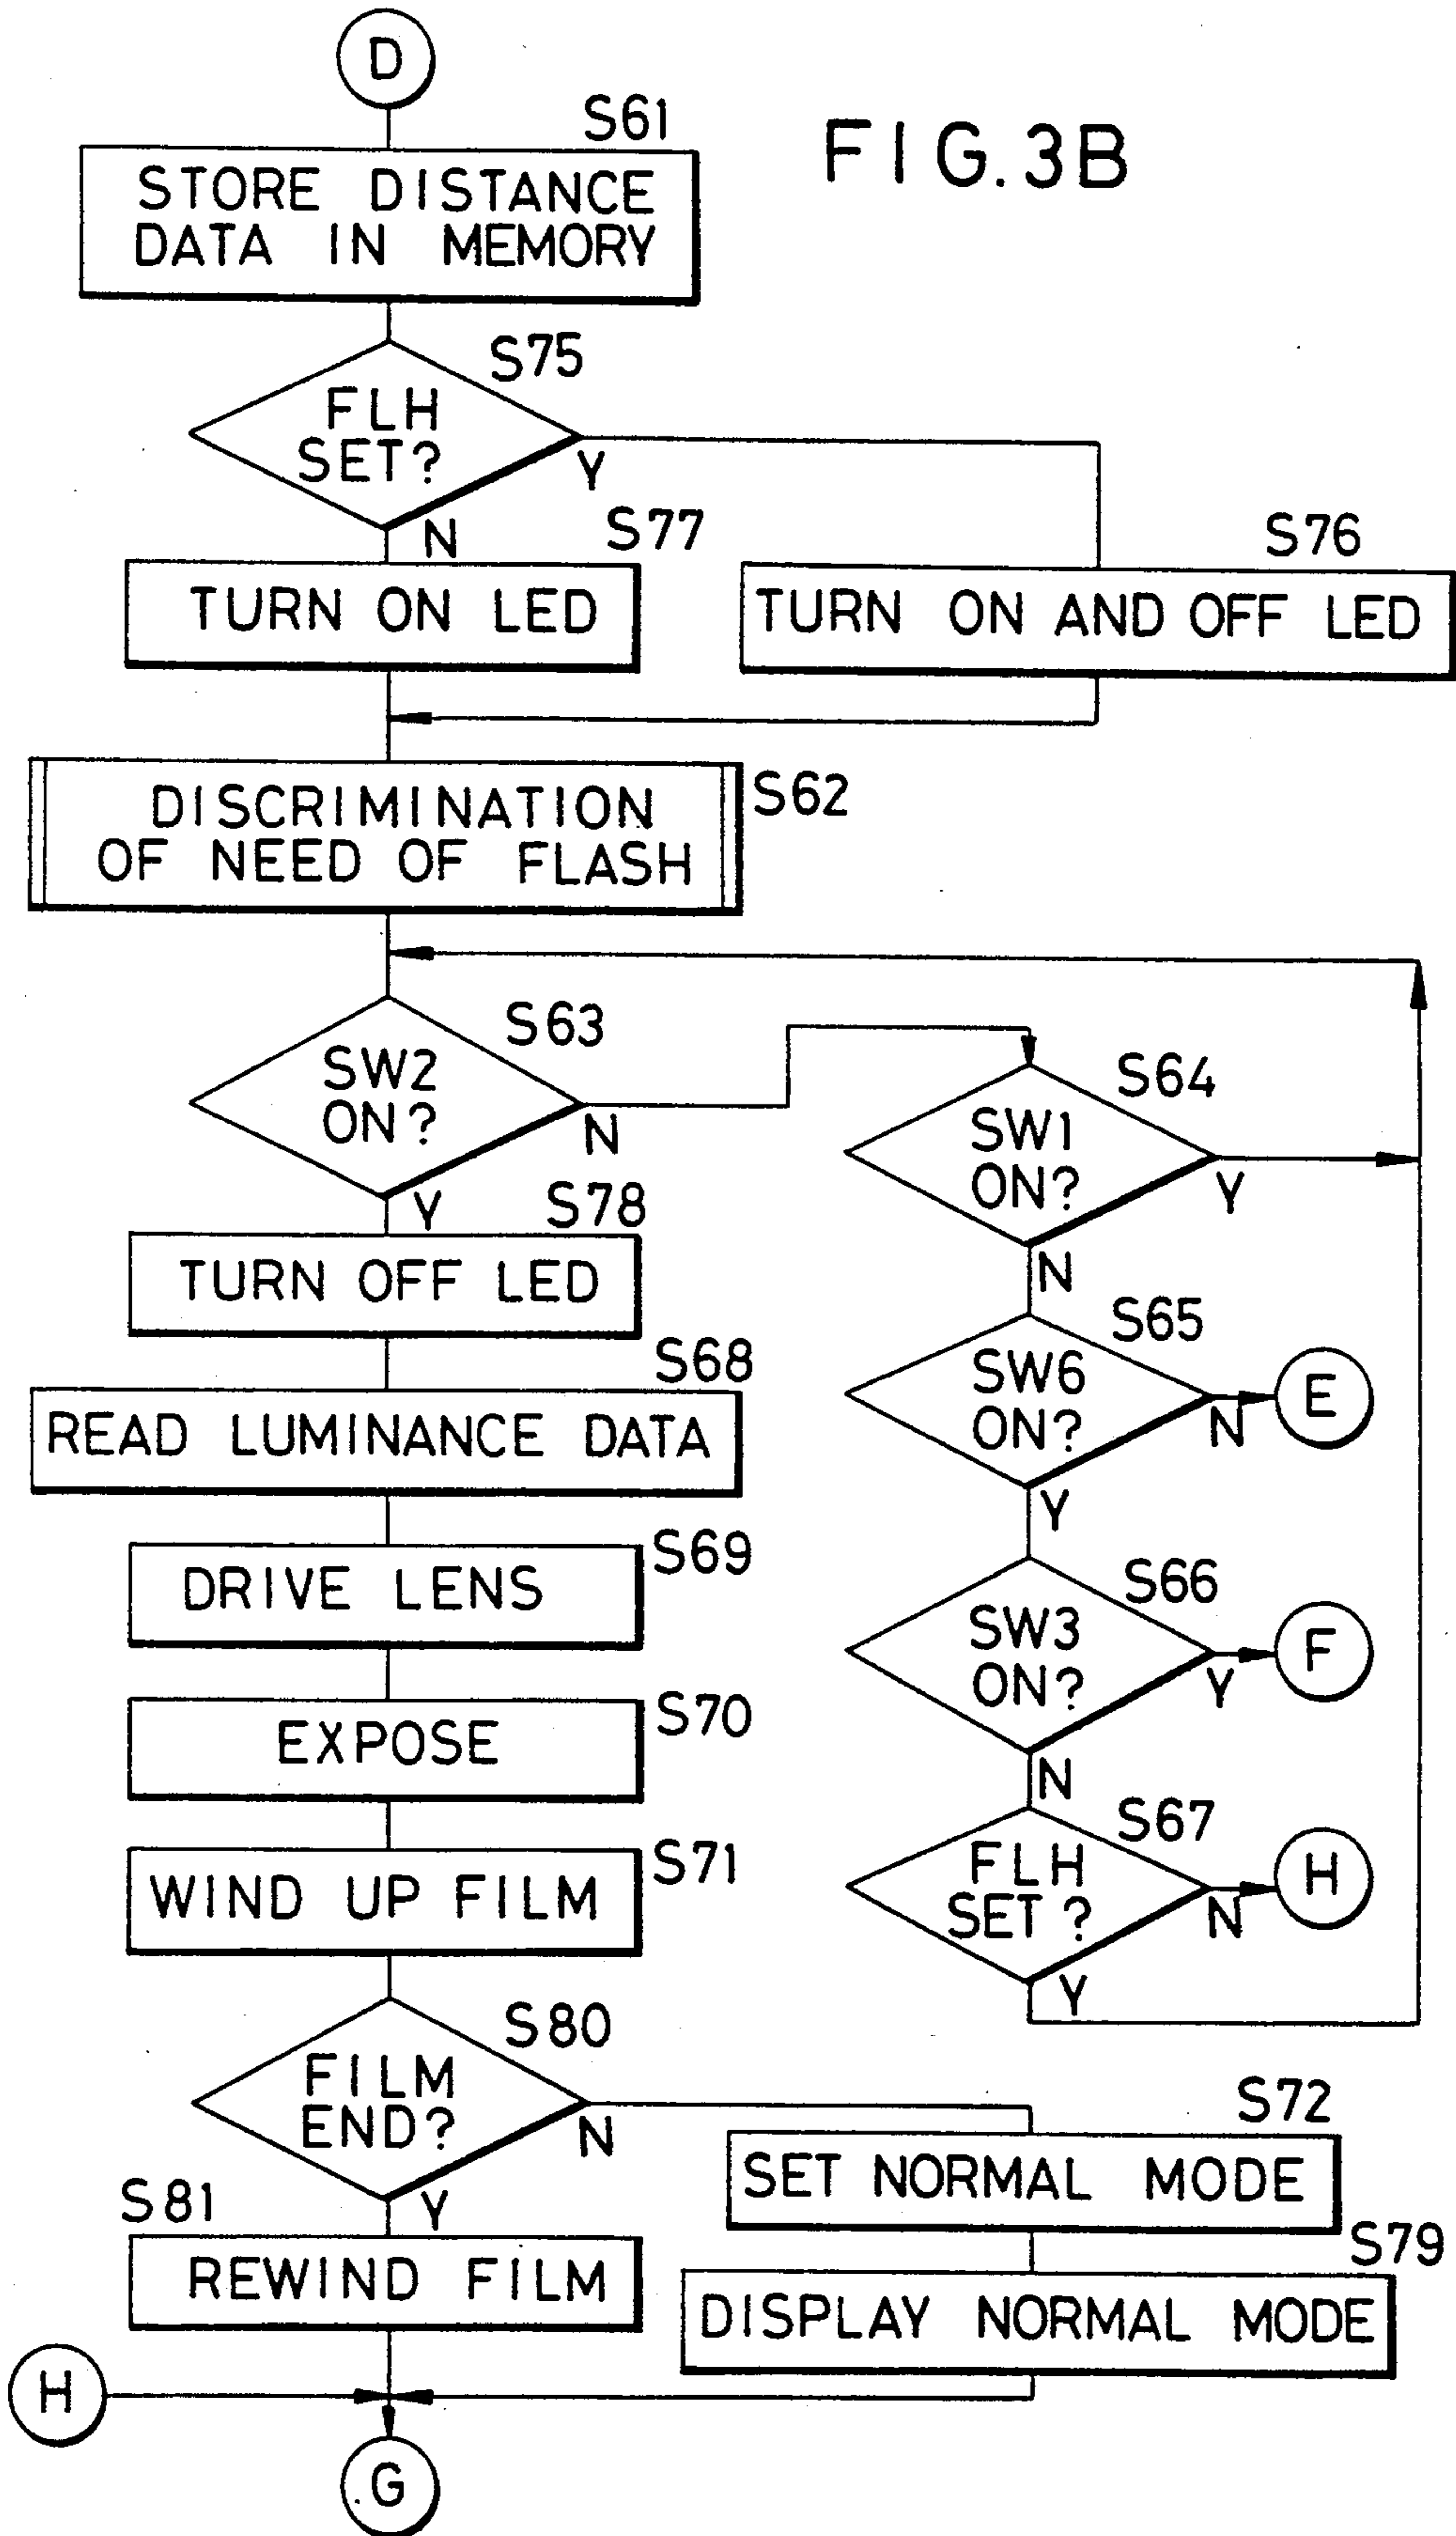 D
S61
FIG.3B
STORE DISTANCE
DATA IN MEMORY
S75
FLH
SET?
Y
N
S77
S76
TURN ON LED
TURN ON AND OFF LED
DISCRIMINATION
OF NEED OF FLASH
S62
S63
SW2
ON?
N
Y
S64
SW1
ON?
Y
N
S78
TURN OFF LED
S65
SW6
ON?
N
E
Y
S68
READ LUMINANCE DATA
S69
DRIVE LENS
S66
SW3
ON?
Y
F
N
S70
EXPOSE
S67
FLH
SET?
N
H
Y
S71
WIND UP FILM
S80
FILM
END?
N
Y
S72
SET NORMAL MODE
S81
REWIND FILM
S79
DISPLAY NORMAL MODE
H
G